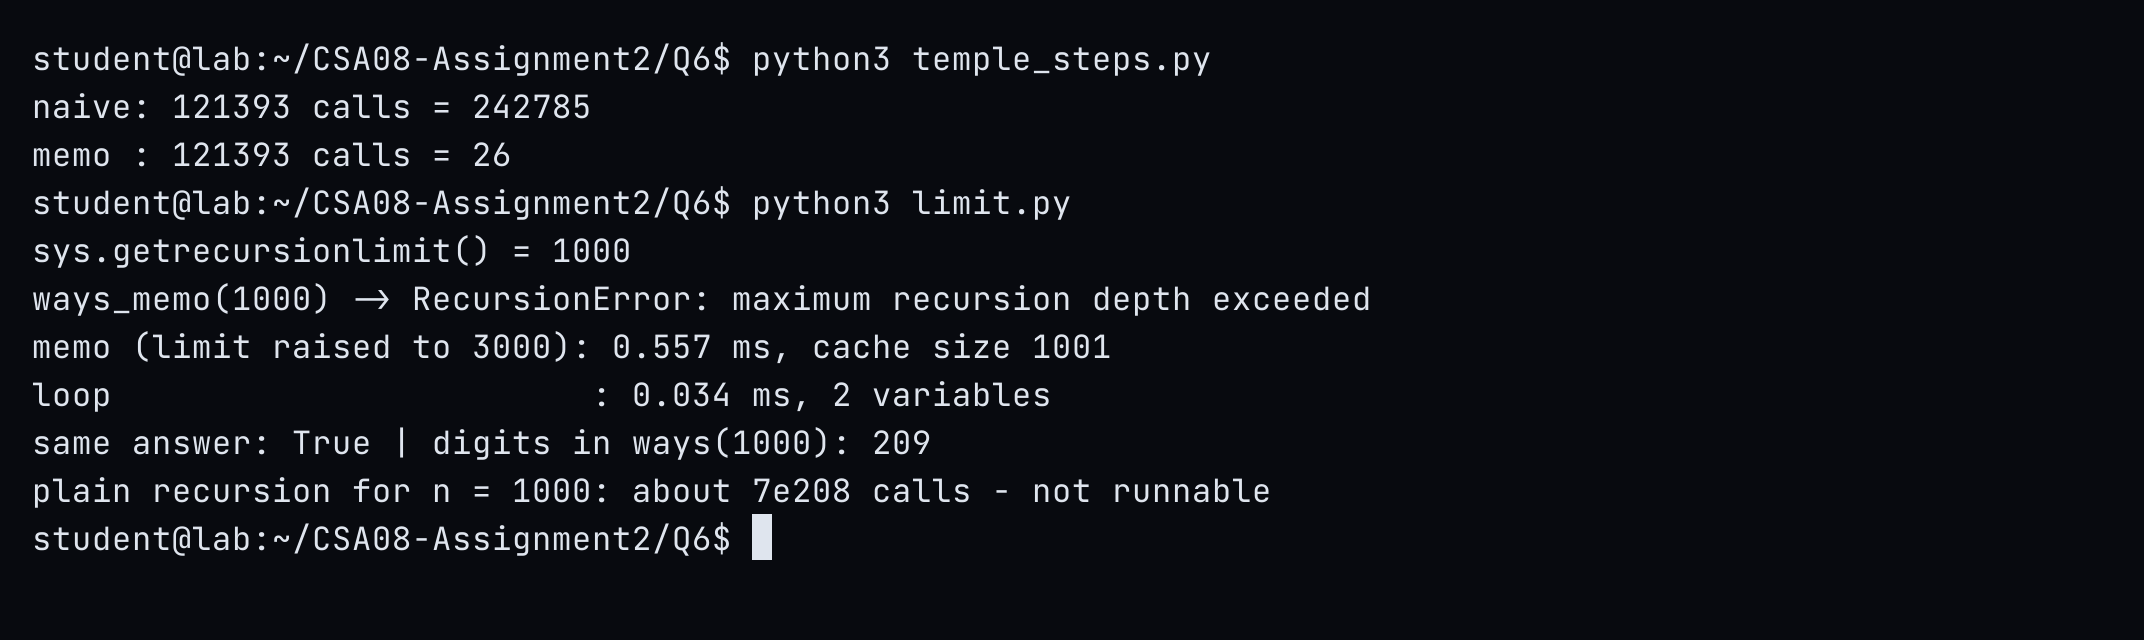 student@lab:~/CSA08-Assignment2/Q6$ python3 temple_steps.py
naive: 121393 calls = 242785
memo : 121393 calls = 26
student@lab:~/CSA08-Assignment2/Q6$ python3 limit.py
sys.getrecursionlimit() = 1000
ways_memo(1000) -> RecursionError: maximum recursion depth exceeded
memo (limit raised to 3000): 0.557 ms, cache size 1001
loop                        : 0.034 ms, 2 variables
same answer: True | digits in ways(1000): 209
plain recursion for n = 1000: about 7e208 calls - not runnable
student@lab:~/CSA08-Assignment2/Q6$